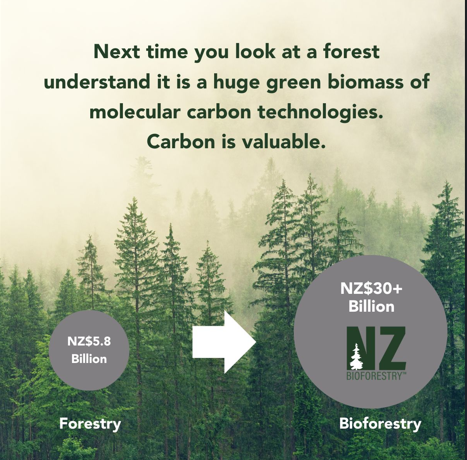 Next time you look at a forest
understand it is a huge green biomass of
molecular carbon technologies.
Carbon is valuable.
NZ$30+
Billion
NZ
BIOFORESTRY™
NZ$5.8
Billion
Forestry
Bioforestry